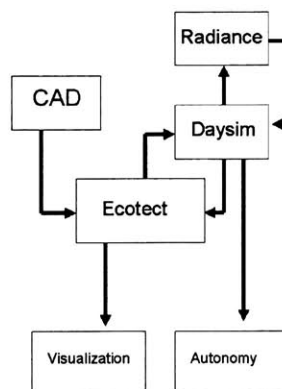 Radiance
CAD
Daysim
Ecotect
Visualization
Autonomy